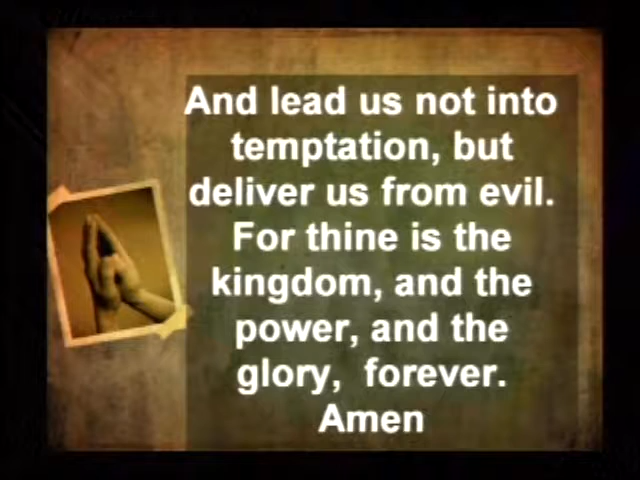 And lead us not into
temptation, but
deliver us from evil.
For thine is the
kingdom, and the
power, and the
glory,  forever.
Amen